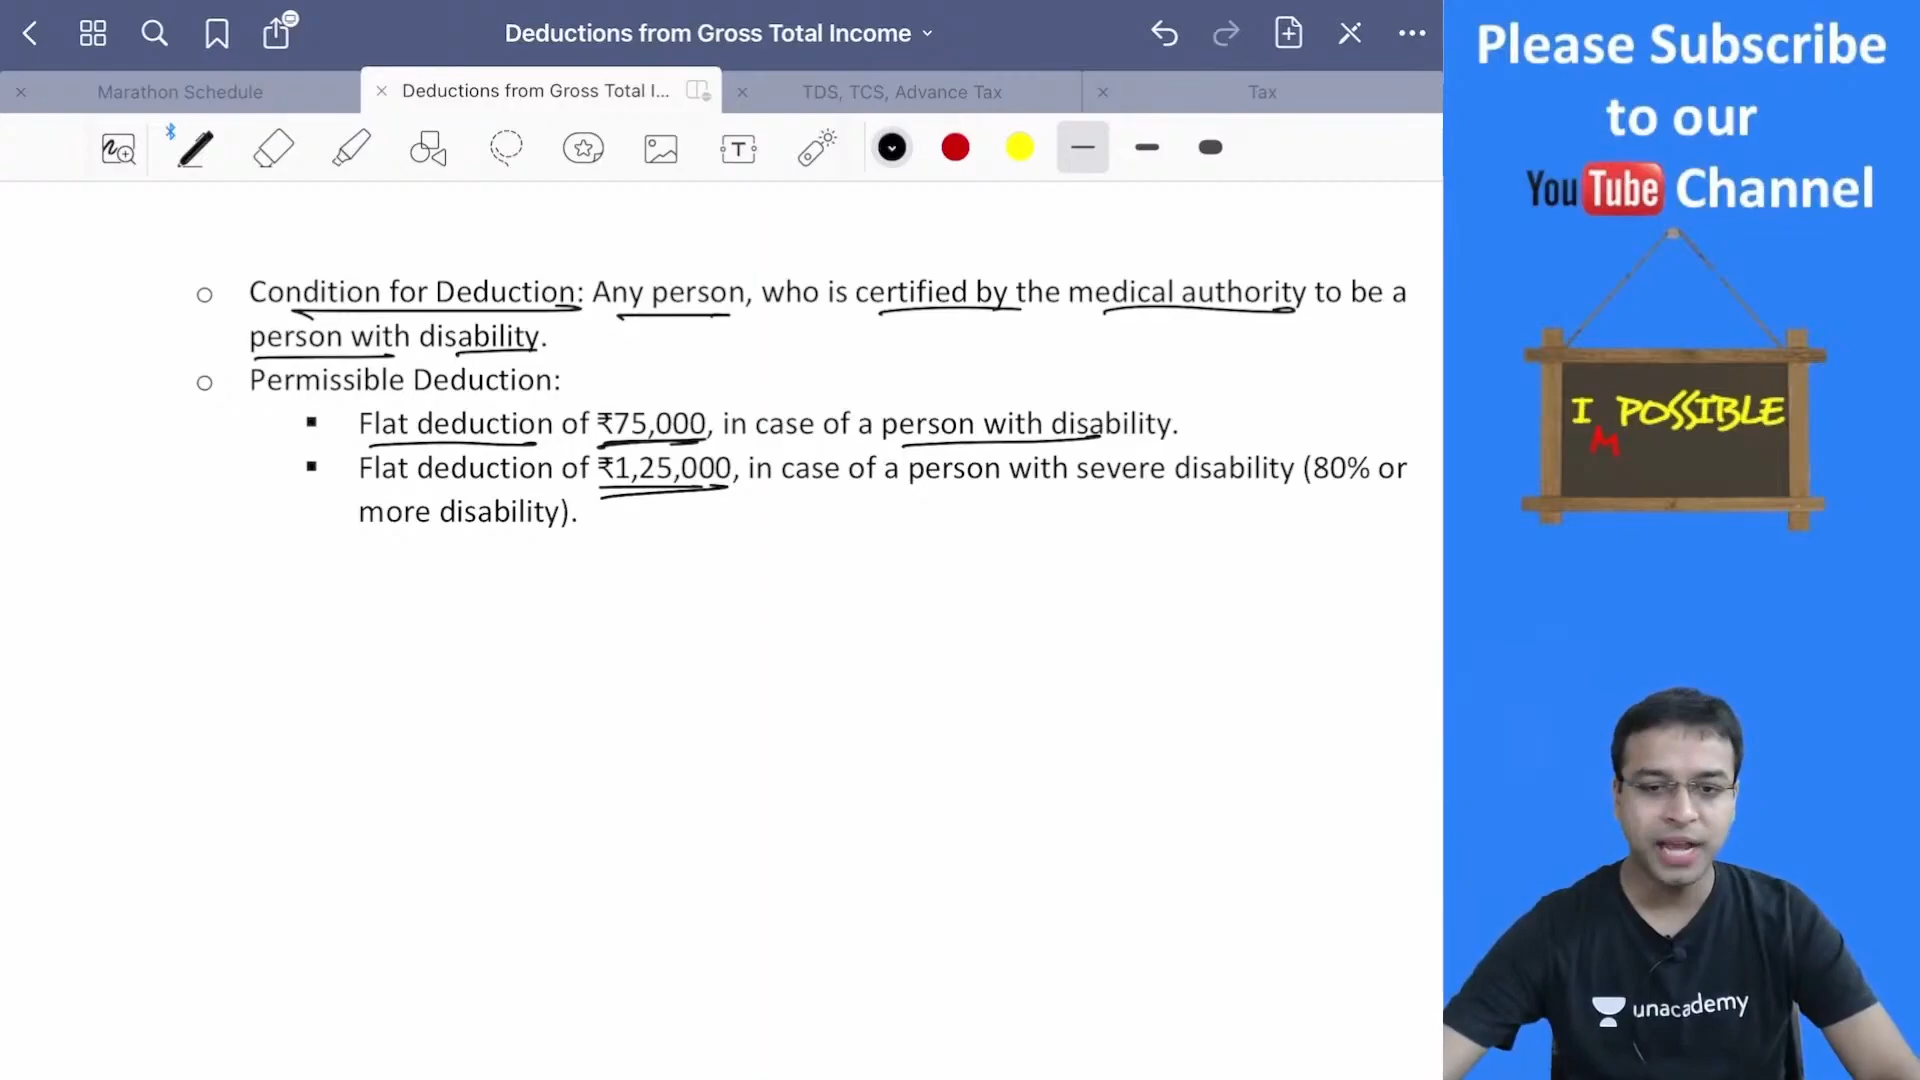 Deductions from Gross Total Income
Marathon Schedule
Deductions from Gross Total I...
TDS, TCS, Advance Tax
Tax
T
○ Condition for Deduction: Any person, who is certified by the medical authority to be a
person with disability.
○ Permissible Deduction:
▪ Flat deduction of ₹75,000, in case of a person with disability.
▪ Flat deduction of ₹1,25,000, in case of a person with severe disability (80% or
more disability).
Please Subscribe
to our
YouTube Channel
I POSSIBLE
M
unacademy